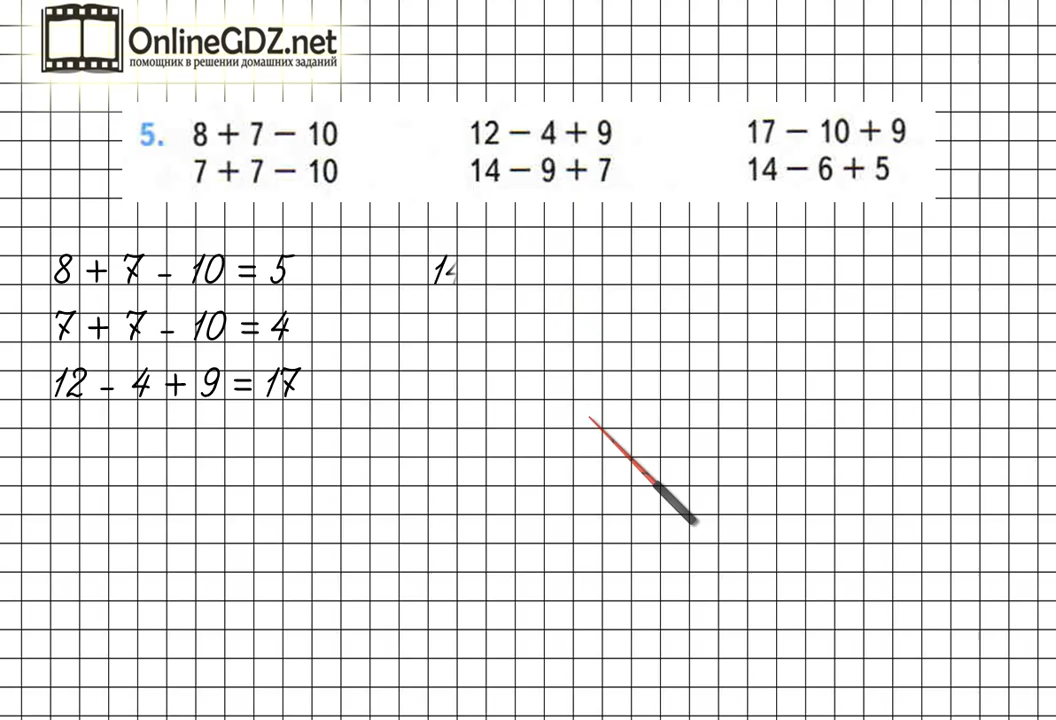 OnlineGDZ.net
помощник в решении домашних заданий
5. 8 + 7 − 10 12 − 4 + 9 17 − 10 + 9
7 + 7 − 10 14 − 9 + 7 14 − 6 + 5
8 + 7 - 10 = 5 14
7 + 7 - 10 = 4
12 - 4 + 9 = 17